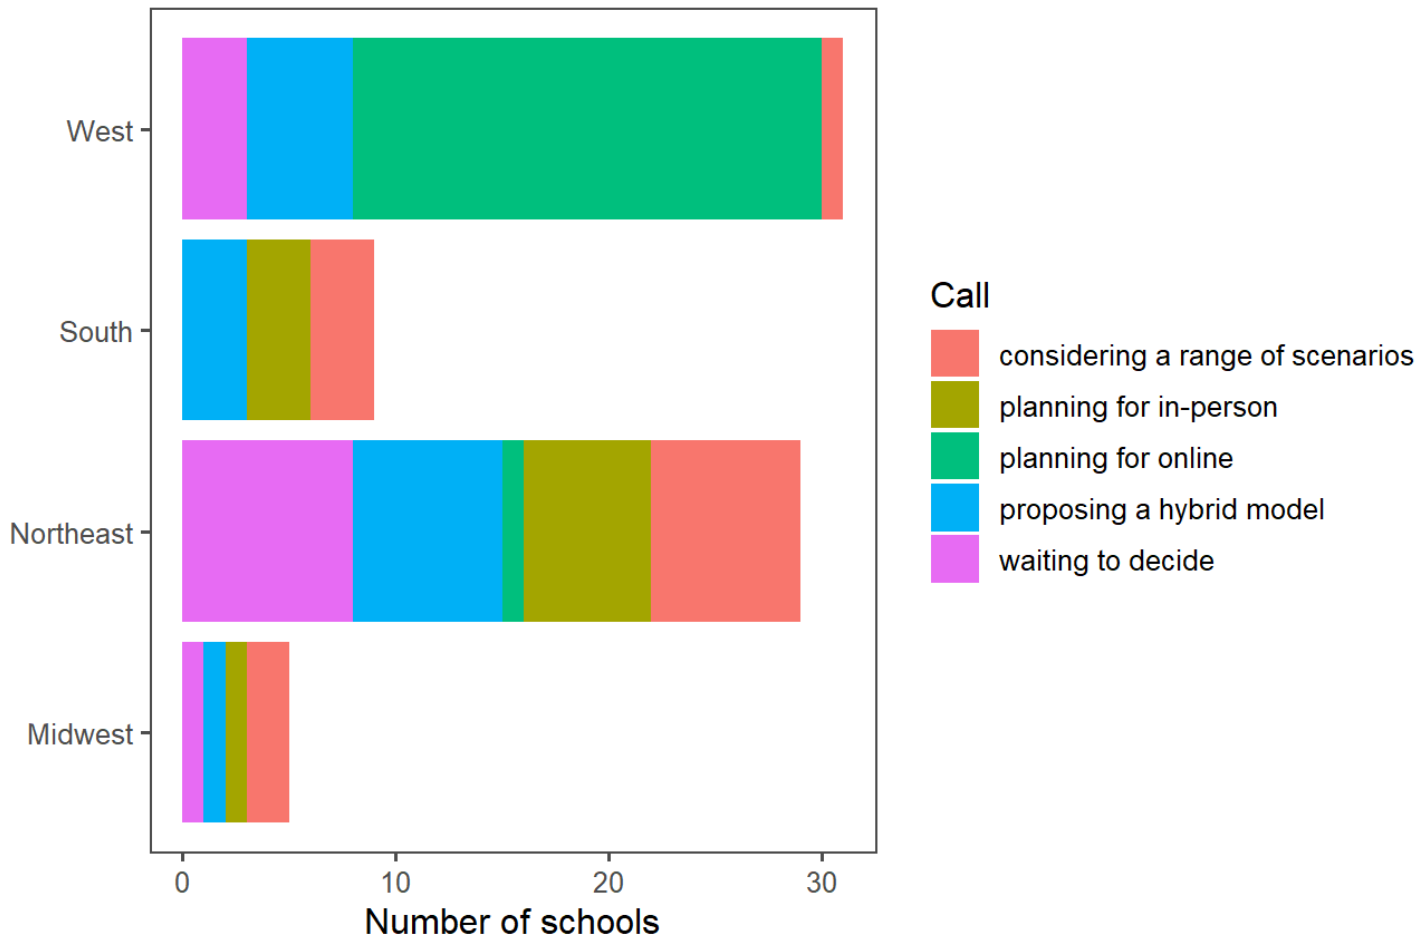 West
South
Northeast
Midwest
0 10 20 30
Number of schools
Call
considering a range of scenarios
planning for in-person
planning for online
proposing a hybrid model
waiting to decide